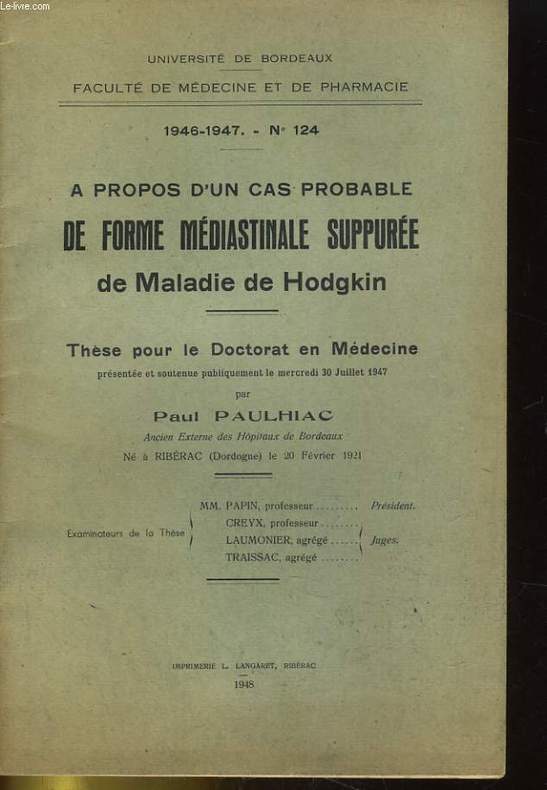 Le-livre.com
UNIVERSITÉ DE BORDEAUX
FACULTÉ DE MÉDECINE ET DE PHARMACIE
1946-1947. - N° 124
A PROPOS D'UN CAS PROBABLE
DE FORME MÉDIASTINALE SUPPURÉE
de Maladie de Hodgkin
Thèse pour le Doctorat en Médecine
présentée et soutenue publiquement le mercredi 30 Juillet 1947
par
Paul PAULHIAC
Ancien Externe des Hôpitaux de Bordeaux
Né à RIBÉRAC (Dordogne) le 20 Février 1921
Examinateurs de la Thèse
MM. PAPIN, professeur ......... Président.
CREYX, professeur ........
LAUMONIER, agrégé ...... Juges.
TRAISSAC, agrégé ........
IMPRIMERIE L. LANGARET, RIBÉRAC
1948
Le-livre.com